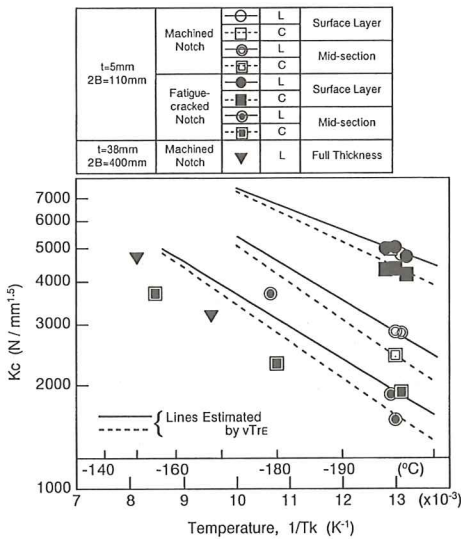 t=5mm
2B=110mm
Machined
Notch
L
Surface Layer
C
L
Mid-section
C
Fatigue-
cracked
Notch
L
Surface Layer
C
L
Mid-section
C
t=38mm
2B=400mm
Machined
Notch
L
Full Thickness
Kc (N / mm^1.5)
7000
6000
5000
4000
3000
2000
1000
Lines Estimated
by vTrE
-140 -160 -180 -190 (°C)
7 8 9 10 11 12 13 (×10-3)
Temperature, 1/Tk (K-1)